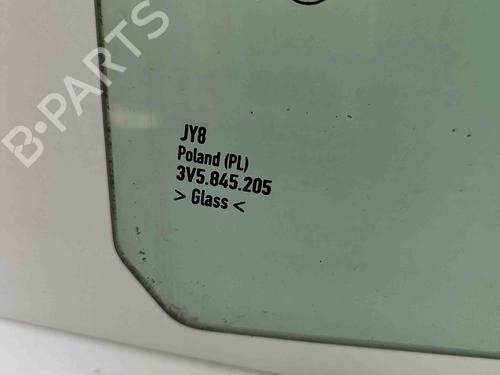 B-PARTS
JY8
Poland (PL)
3V5.845.205
> Glass <